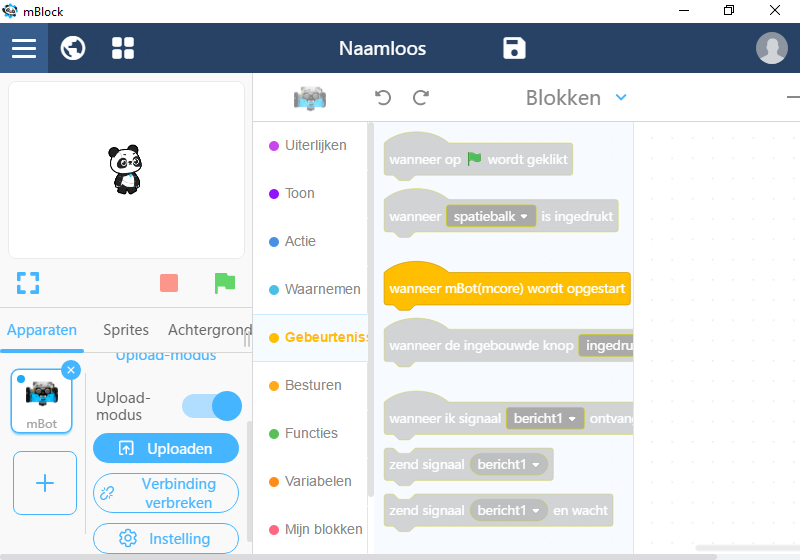 mBlock
Naamloos
Blokken
Uiterlijken
Toon
Actie
Waarnemen
Gebeurteniss
Besturen
Functies
Variabelen
Mijn blokken
wanneer op wordt geklikt
wanneer spatiebalk is ingedrukt
wanneer mBot(mcore) wordt opgestart
wanneer de ingebouwde knop ingedru
wanneer ik signaal bericht1 ontvan
zend signaal bericht1
zend signaal bericht1 en wacht
Apparaten Sprites Achtergrond
Upload-modus
mBot
Upload-
modus
Uploaden
Verbinding
verbreken
Instelling